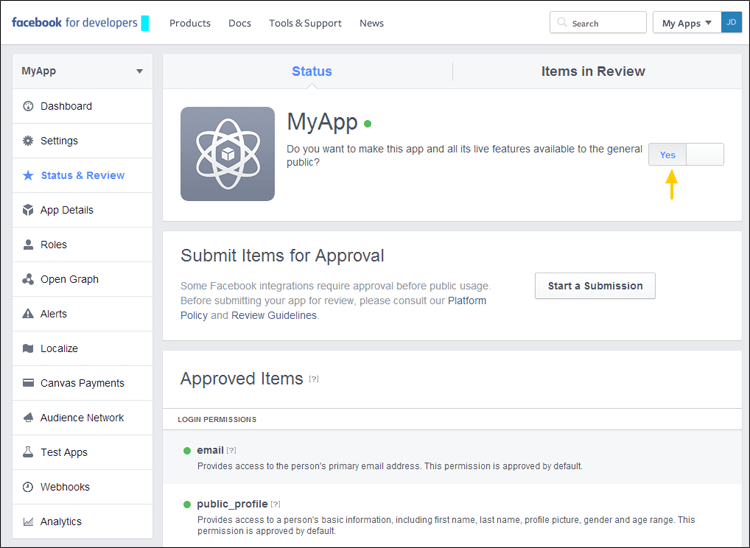 facebook for developers
Products
Docs
Tools & Support
News
Search
My Apps
JD
MyApp
Dashboard
Settings
Status & Review
App Details
Roles
Open Graph
Alerts
Localize
Canvas Payments
Audience Network
Test Apps
Webhooks
Analytics
Status
Items in Review
MyApp
Do you want to make this app and all its live features available to the general
public?
Yes
Submit Items for Approval
Some Facebook integrations require approval before public usage.
Before submitting your app for review, please consult our Platform
Policy and Review Guidelines.
Start a Submission
Approved Items [?]
LOGIN PERMISSIONS
email [?]
Provides access to the person's primary email address. This permission is approved by default.
public_profile [?]
Provides access to a person's basic information, including first name, last name, profile picture, gender and age range. This
permission is approved by default.